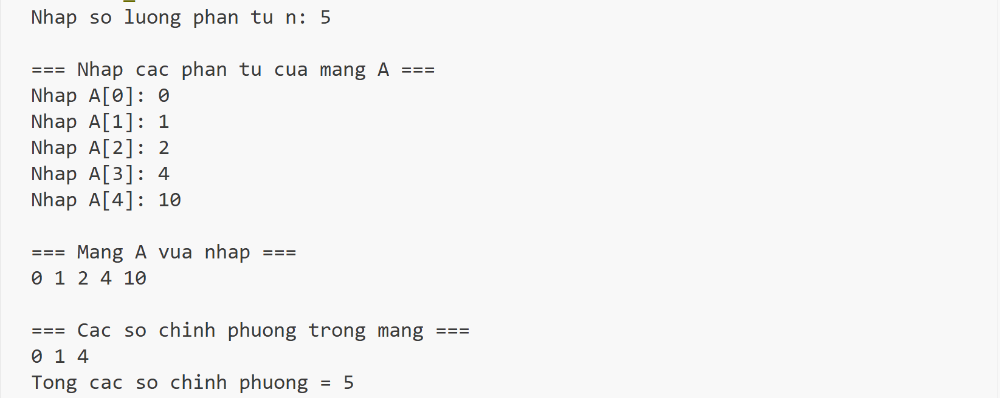 Nhap so luong phan tu n: 5
=== Nhap cac phan tu cua mang A ===
Nhap A[0]: 0
Nhap A[1]: 1
Nhap A[2]: 2
Nhap A[3]: 4
Nhap A[4]: 10
=== Mang A vua nhap ===
0 1 2 4 10
=== Cac so chinh phuong trong mang ===
0 1 4
Tong cac so chinh phuong = 5